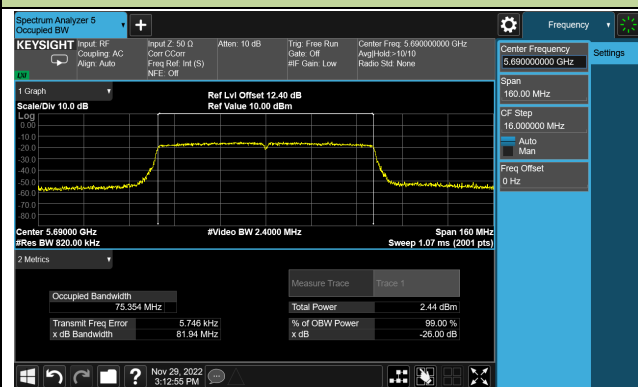 Spectrum Analyzer 5
Occupied BW
Frequency
KEYSIGHT
Input: RF
Coupling: AC
Align: Auto
Input Z: 50 Ω
Corr CCorr
Freq Ref: Int (S)
NFE: Off
Atten: 10 dB
Trig: Free Run
Gate: Off
#IF Gain: Low
Center Freq: 5.690000000 GHz
Avg|Hold:>10/10
Radio Std: None
LXI
Center Frequency
5.690000000 GHz
Settings
Span
160.00 MHz
CF Step
16.000000 MHz
Auto
Man
Freq Offset
0 Hz
1 Graph
Scale/Div 10.0 dB
Ref Lvl Offset 12.40 dB
Ref Value 10.00 dBm
Log
0.00
-10.0
-20.0
-30.0
-40.0
-50.0
-60.0
-70.0
-80.0
Center 5.69000 GHz
#Res BW 820.00 kHz
#Video BW 2.4000 MHz
Span 160 MHz
Sweep 1.07 ms (2001 pts)
2 Metrics
Measure Trace
Trace 1
Occupied Bandwidth
75.354 MHz
Total Power
2.44 dBm
Transmit Freq Error
5.746 kHz
% of OBW Power
99.00 %
x dB Bandwidth
81.94 MHz
x dB
-26.00 dB
?
Nov 29, 2022
3:12:55 PM